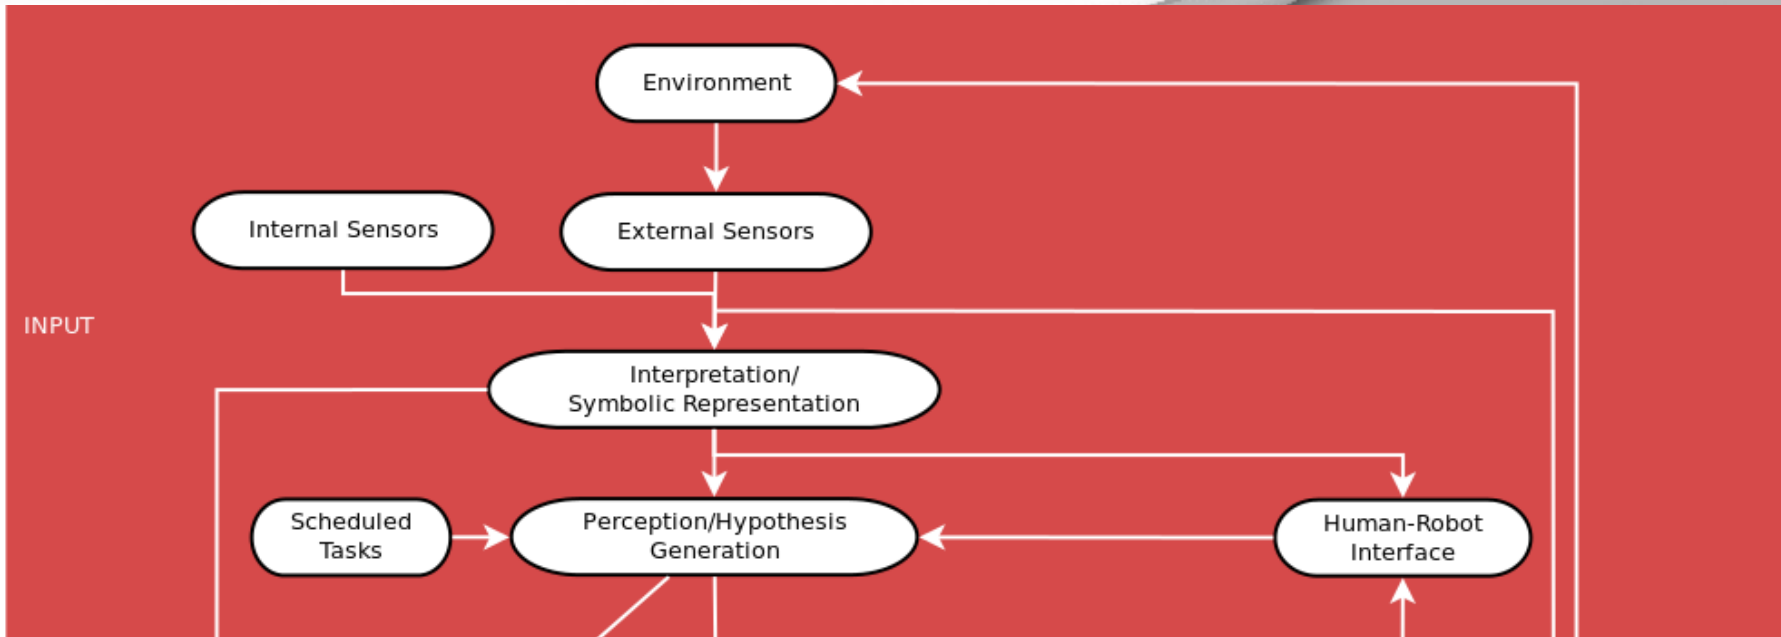 Environment
Internal Sensors
External Sensors
INPUT
Interpretation/
Symbolic Representation
Scheduled
Tasks
Perception/Hypothesis
Generation
Human-Robot
Interface